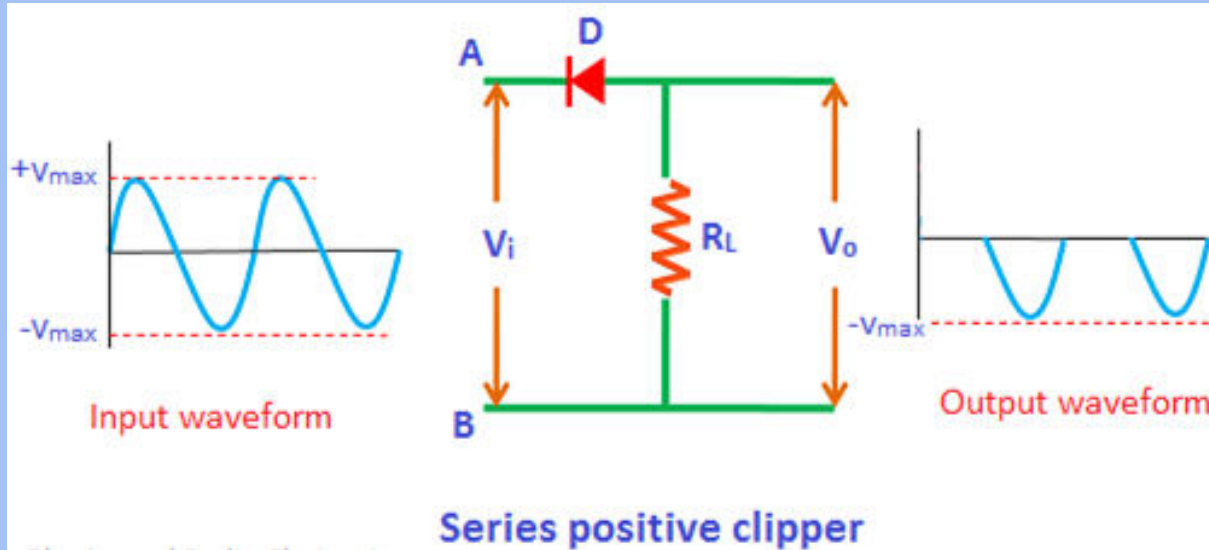 D
A
+Vmax
Vi
RL
Vo
-Vmax
-Vmax
Input waveform
B
Output waveform
Series positive clipper